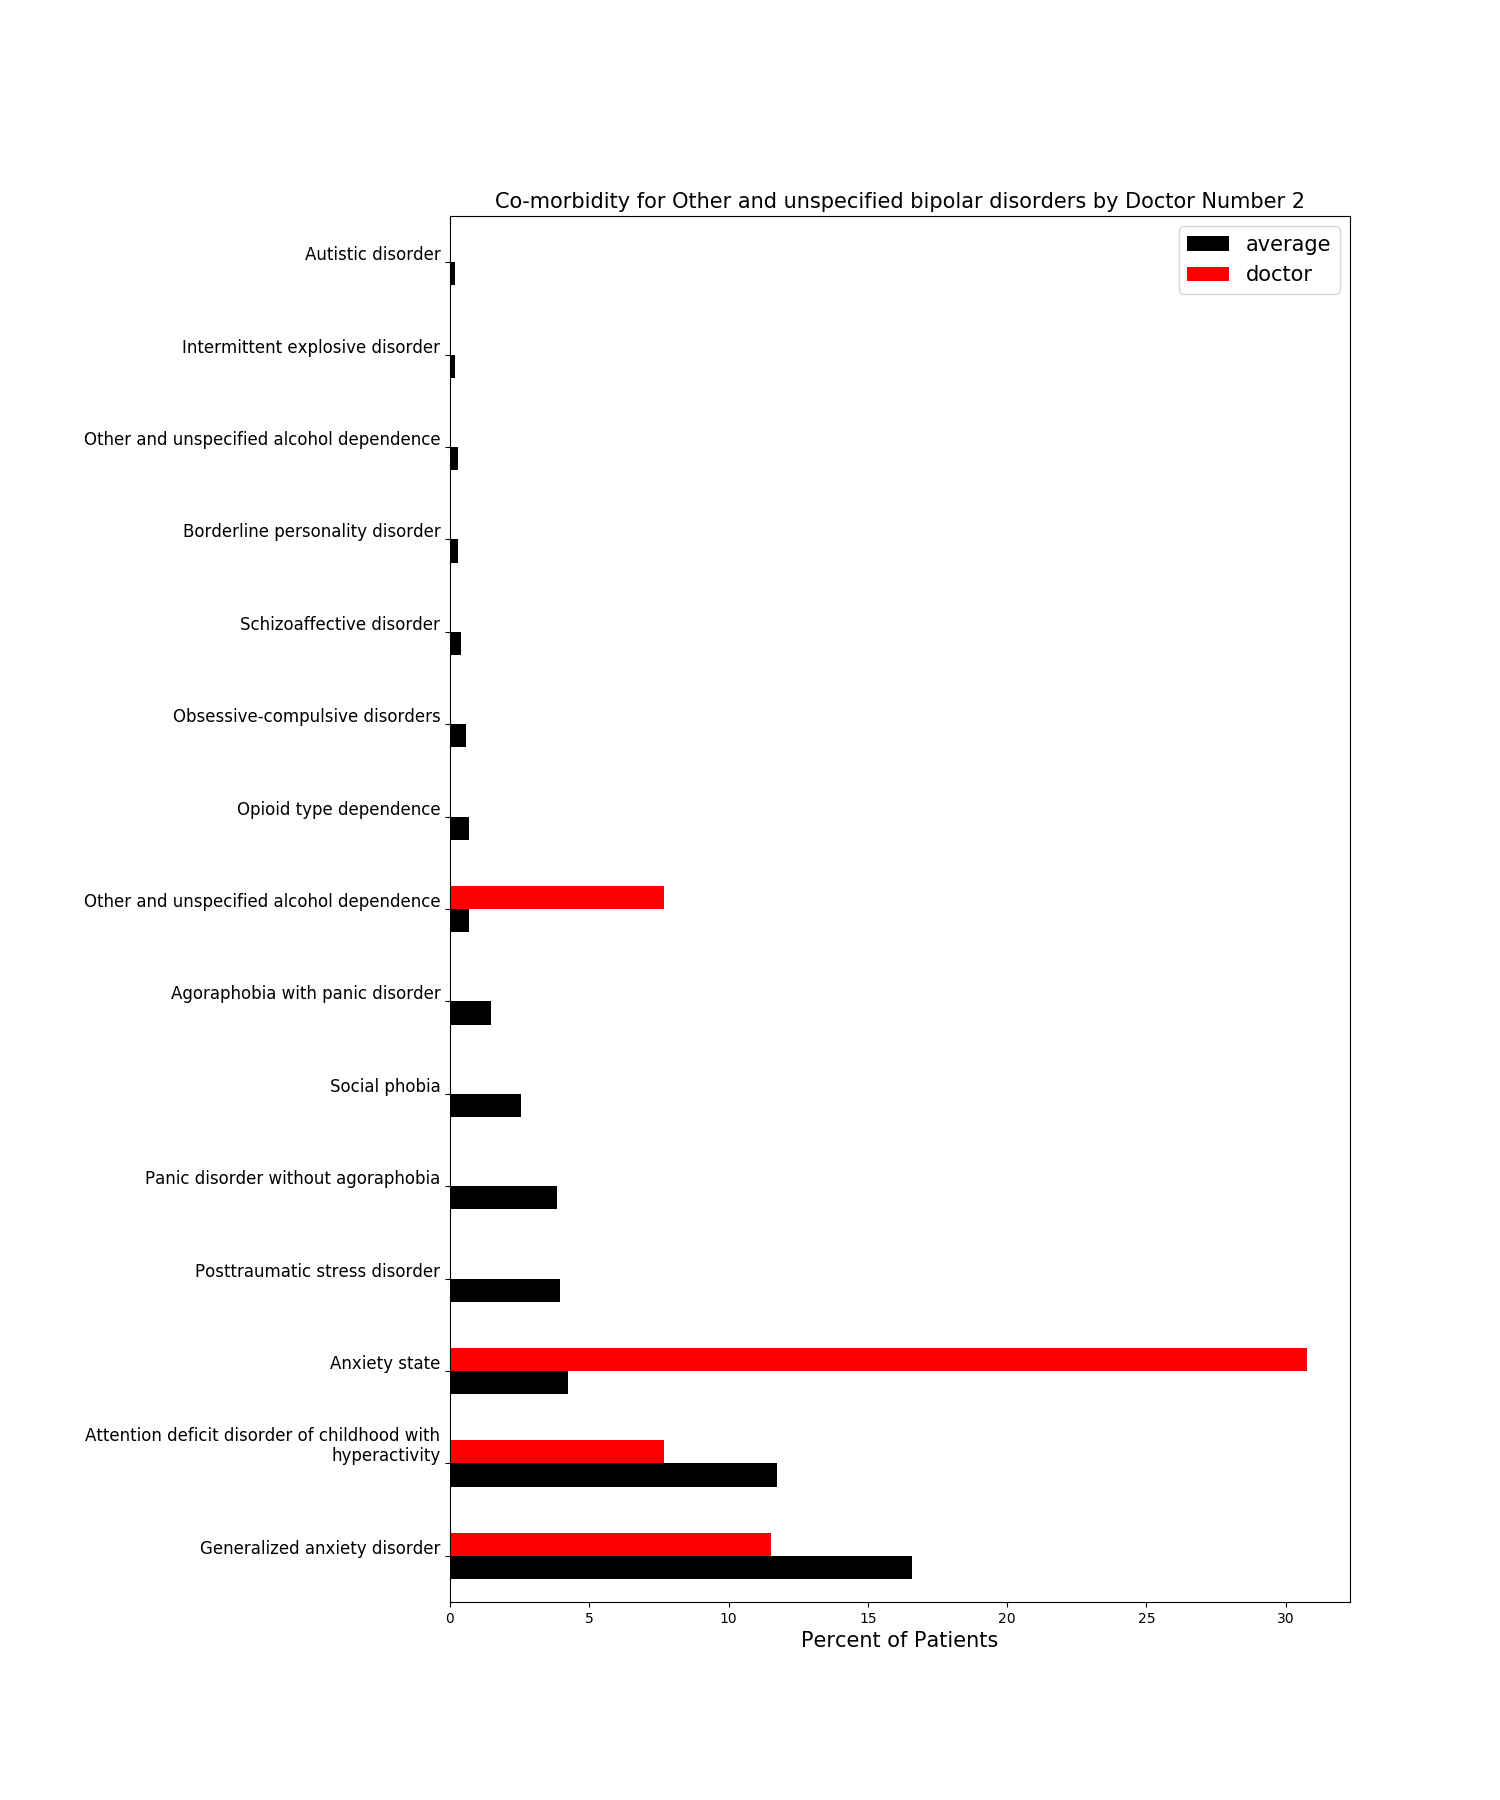 Co-morbidity for Other and unspecified bipolar disorders by Doctor Number 2
average
doctor
Autistic disorder
Intermittent explosive disorder
Other and unspecified alcohol dependence
Borderline personality disorder
Schizoaffective disorder
Obsessive-compulsive disorders
Opioid type dependence
Other and unspecified alcohol dependence
Agoraphobia with panic disorder
Social phobia
Panic disorder without agoraphobia
Posttraumatic stress disorder
Anxiety state
Attention deficit disorder of childhood with
hyperactivity
Generalized anxiety disorder
0 5 10 15 20 25 30
Percent of Patients